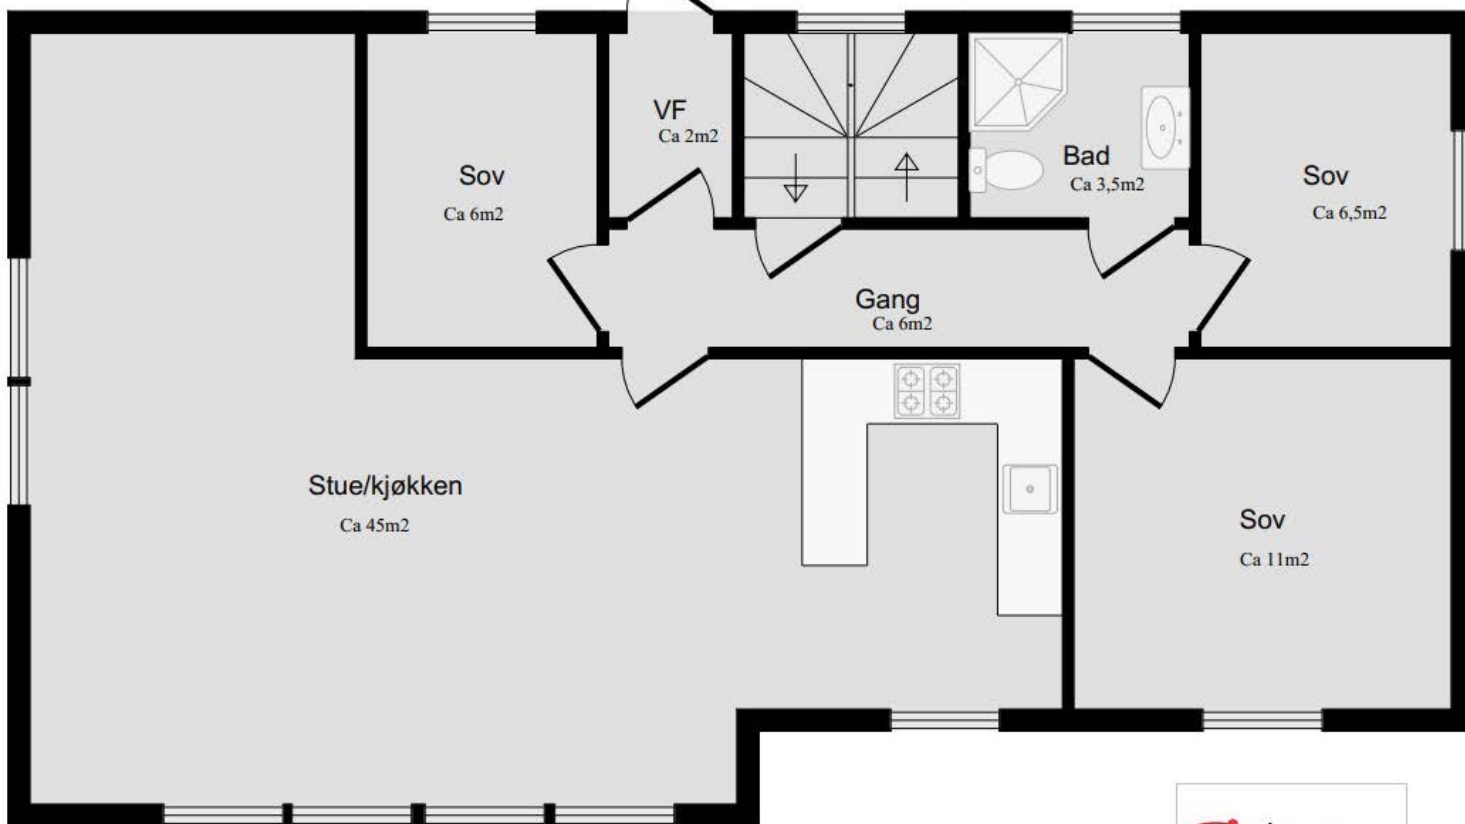 VF
Ca 2m2
Sov
Ca 6m2
Bad
Ca 3,5m2
Sov
Ca 6,5m2
Gang
Ca 6m2
Stue/kjøkken
Ca 45m2
Sov
Ca 11m2